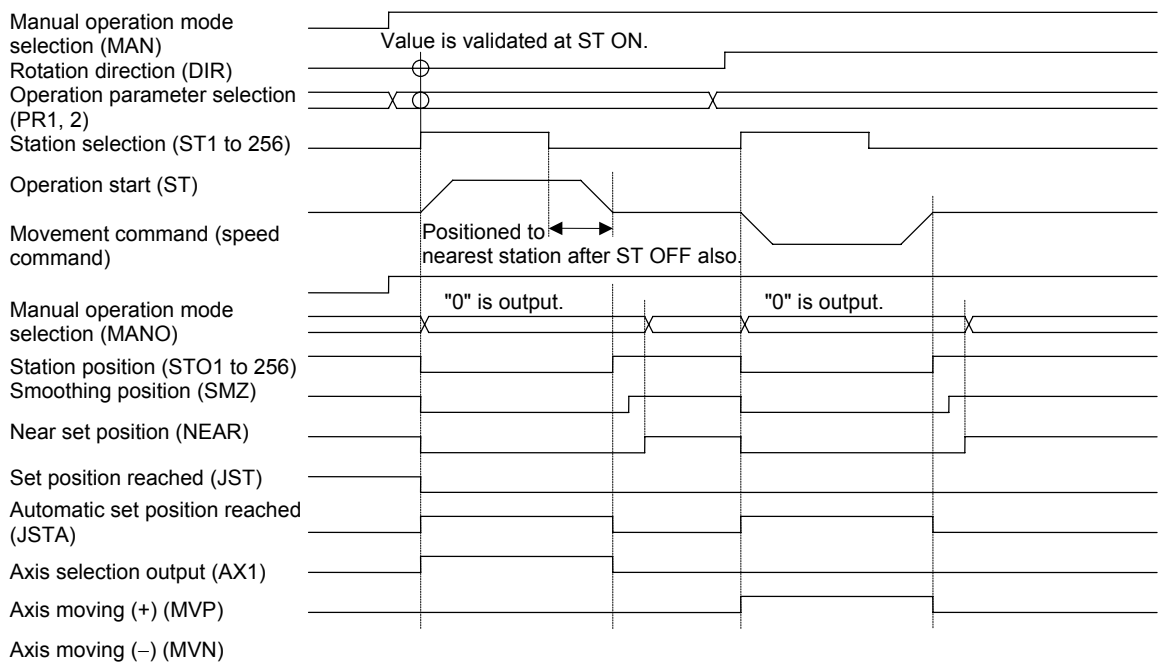 Manual operation mode
selection (MAN)
Value is validated at ST ON.
Rotation direction (DIR)
Operation parameter selection
(PR1, 2)
Station selection (ST1 to 256)
Operation start (ST)
Movement command (speed
command)
Positioned to
nearest station after ST OFF also.
Manual operation mode
selection (MANO)
"0" is output.
"0" is output.
Station position (STO1 to 256)
Smoothing position (SMZ)
Near set position (NEAR)
Set position reached (JST)
Automatic set position reached
(JSTA)
Axis selection output (AX1)
Axis moving (+) (MVP)
Axis moving (−) (MVN)